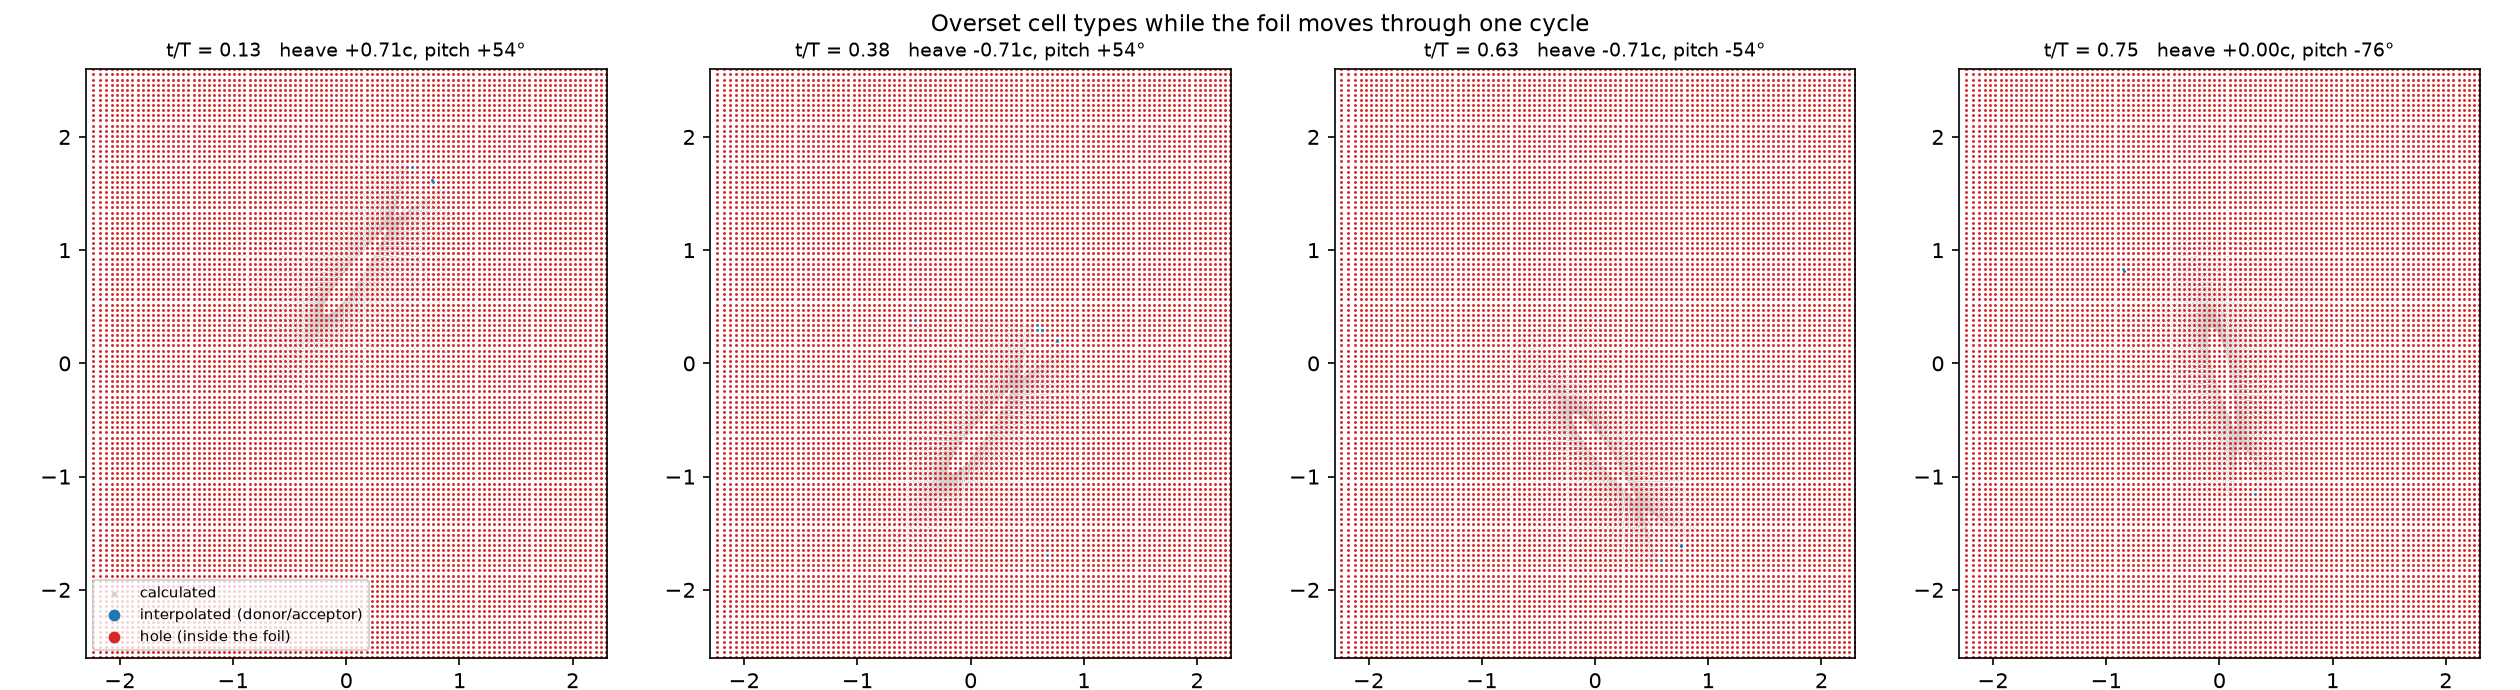 Overset cell types while the foil moves through one cycle
t/T = 0.13   heave +0.71c, pitch +54°
t/T = 0.38   heave -0.71c, pitch +54°
t/T = 0.63   heave -0.71c, pitch -54°
t/T = 0.75   heave +0.00c, pitch -76°
2
1
0
−1
−2
−2 −1 0 1 2
calculated
interpolated (donor/acceptor)
hole (inside the foil)
2
1
0
−1
−2
−2 −1 0 1 2
2
1
0
−1
−2
−2 −1 0 1 2
2
1
0
−1
−2
−2 −1 0 1 2